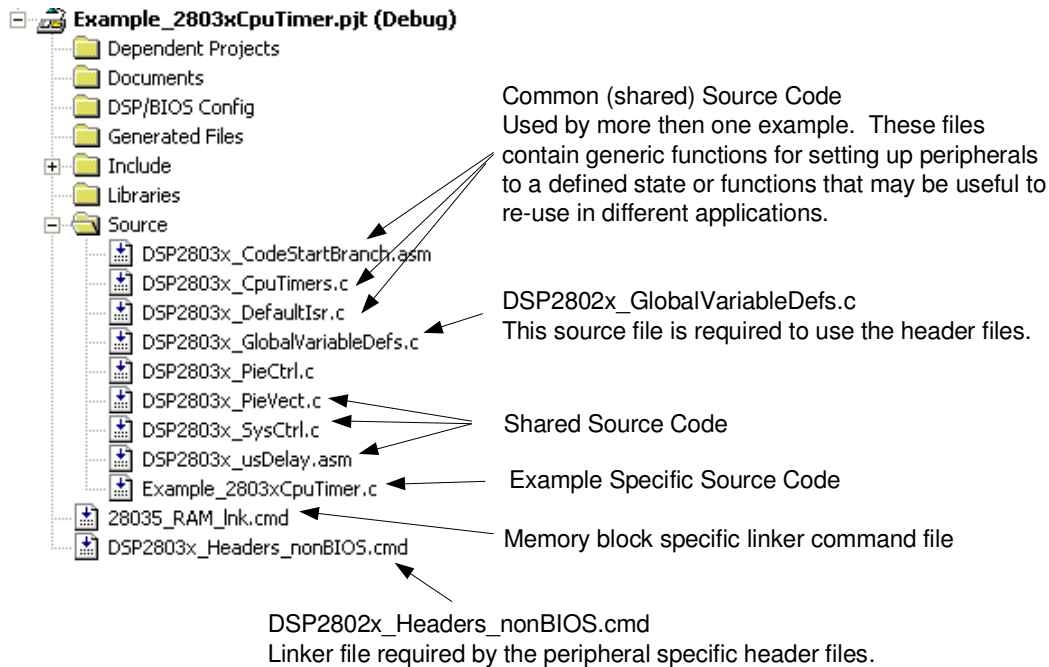 Example_2803xCpuTimer.pjt (Debug)
Dependent Projects
Documents
DSP/BIOS Config
Generated Files
Include
Libraries
Source
DSP2803x_CodeStartBranch.asm
DSP2803x_CpuTimers.c
DSP2803x_DefaultIsr.c
DSP2803x_GlobalVariableDefs.c
DSP2803x_PieCtrl.c
DSP2803x_PieVect.c
DSP2803x_SysCtrl.c
DSP2803x_usDelay.asm
Example_2803xCpuTimer.c
28035_RAM_lnk.cmd
DSP2803x_Headers_nonBIOS.cmd
Common (shared) Source Code
Used by more then one example. These files
contain generic functions for setting up peripherals
to a defined state or functions that may be useful to
re-use in different applications.
DSP2802x_GlobalVariableDefs.c
This source file is required to use the header files.
Shared Source Code
Example Specific Source Code
Memory block specific linker command file
DSP2802x_Headers_nonBIOS.cmd
Linker file required by the peripheral specific header files.